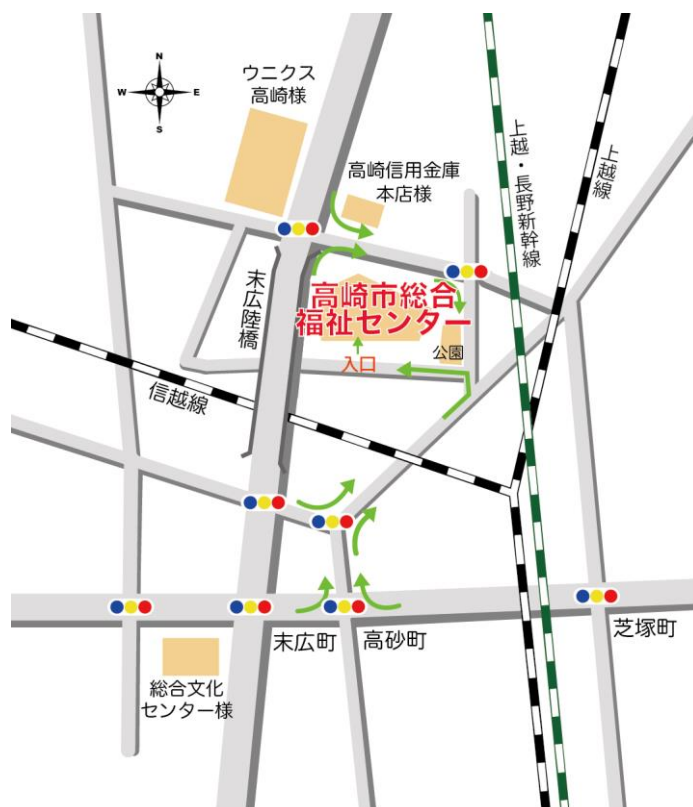 N
W
E
S
ウニクス
高崎様
高崎信用金庫
本店様
上越・長野新幹線
上越線
末広陸橋
高崎市総合
福祉センター
公園
入口
信越線
末広町
高砂町
芝塚町
総合文化
センター様